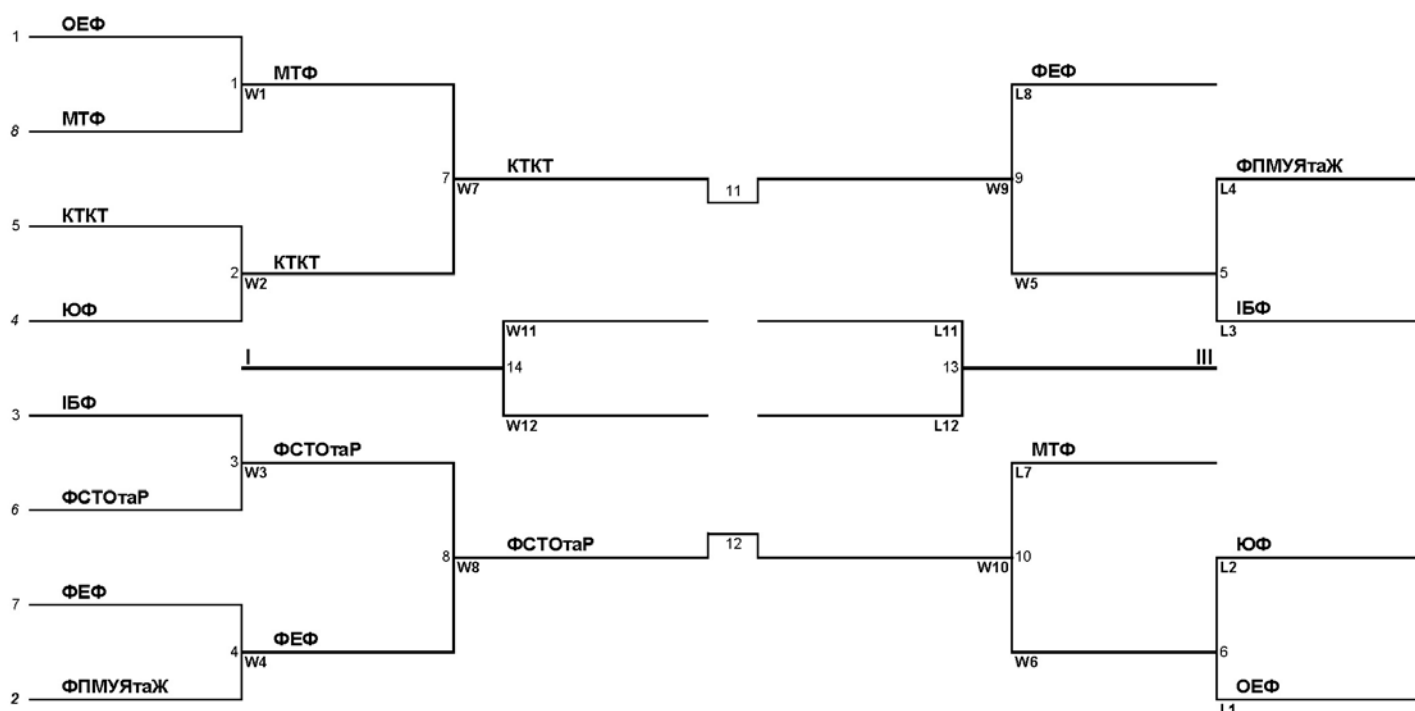 ОЕФ
1
МТФ
ФЕФ
1
W1
L8
МТФ
8
КТКТ
ФПМУЯтаЖ
7
W7
11
W9
9
L4
КТКТ
5
КТКТ
2
W2
W5
5
ЮФ
ІБФ
4
W11
L11
L3
I
14
13
III
ІБФ
3
W12
L12
ФСТОтаР
МТФ
3
W3
L7
ФСТОтаР
6
ФСТОтаР
ЮФ
8
W8
12
W10
10
L2
ФЕФ
7
ФЕФ
4
W4
W6
6
ФПМУЯтаЖ
ОЕФ
2
L1